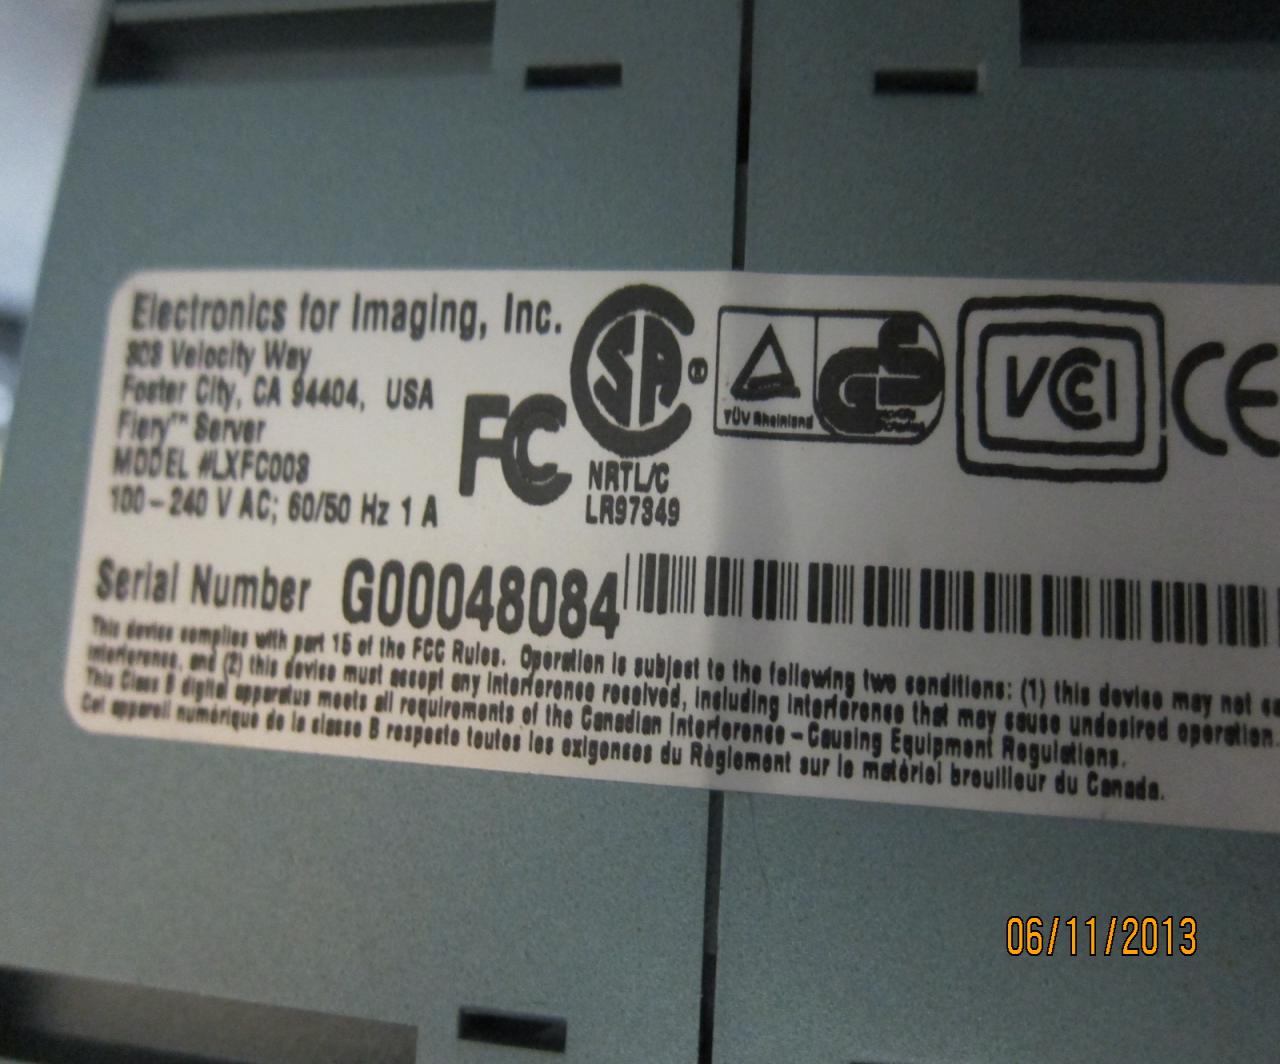 Electronics for Imaging, Inc.
303 Velocity Way
Foster City, CA 94404, USA
Fiery™ Server
MODEL #LXFC003
100-240 V AC; 60/50 Hz 1 A
FC
SA
NRTL/C
LR97349
TÜV Rheinland
GS
VCCI
CE
Serial Number G00048084
This device complies with part 15 of the FCC Rules. Operation is subject to the following two conditions: (1) this device may not
interference, and (2) this device must accept any interference received, including interference that may cause undesired operation.
This Class B digital apparatus meets all requirements of the Canadian Interference-Causing Equipment Regulations.
Cet appareil numérique de la classe B respecte toutes les exigenses du Règlement sur le matériel brouilleur du Canada.
06/11/2013